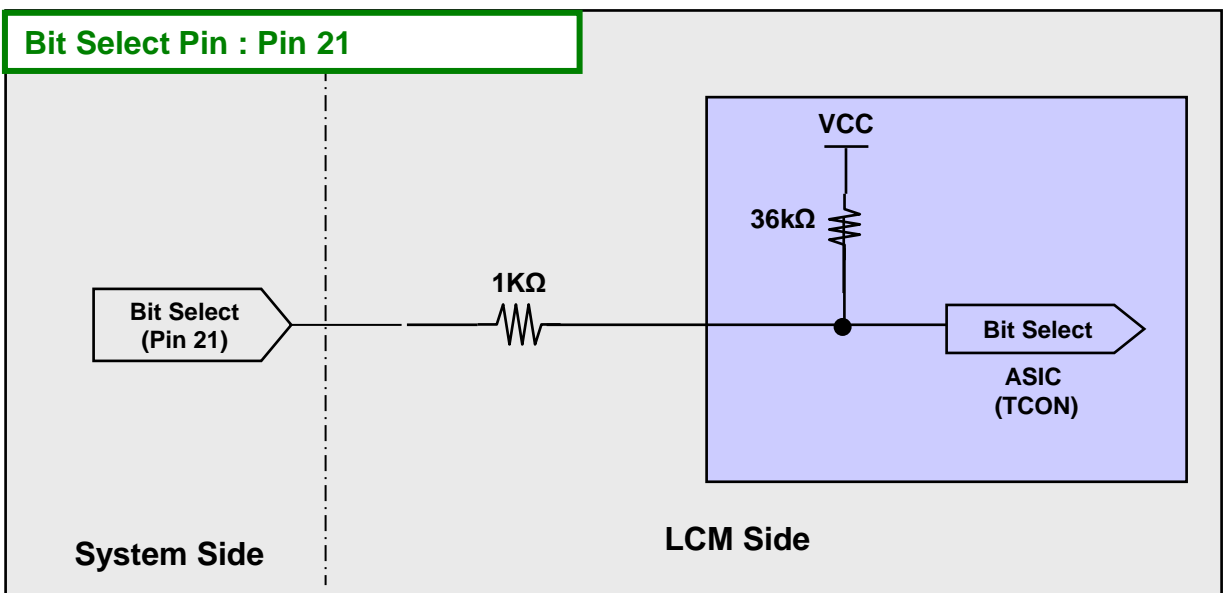 Bit Select Pin : Pin 21
VCC
36kΩ
1KΩ
Bit Select
(Pin 21)
Bit Select
ASIC
(TCON)
System Side
LCM Side